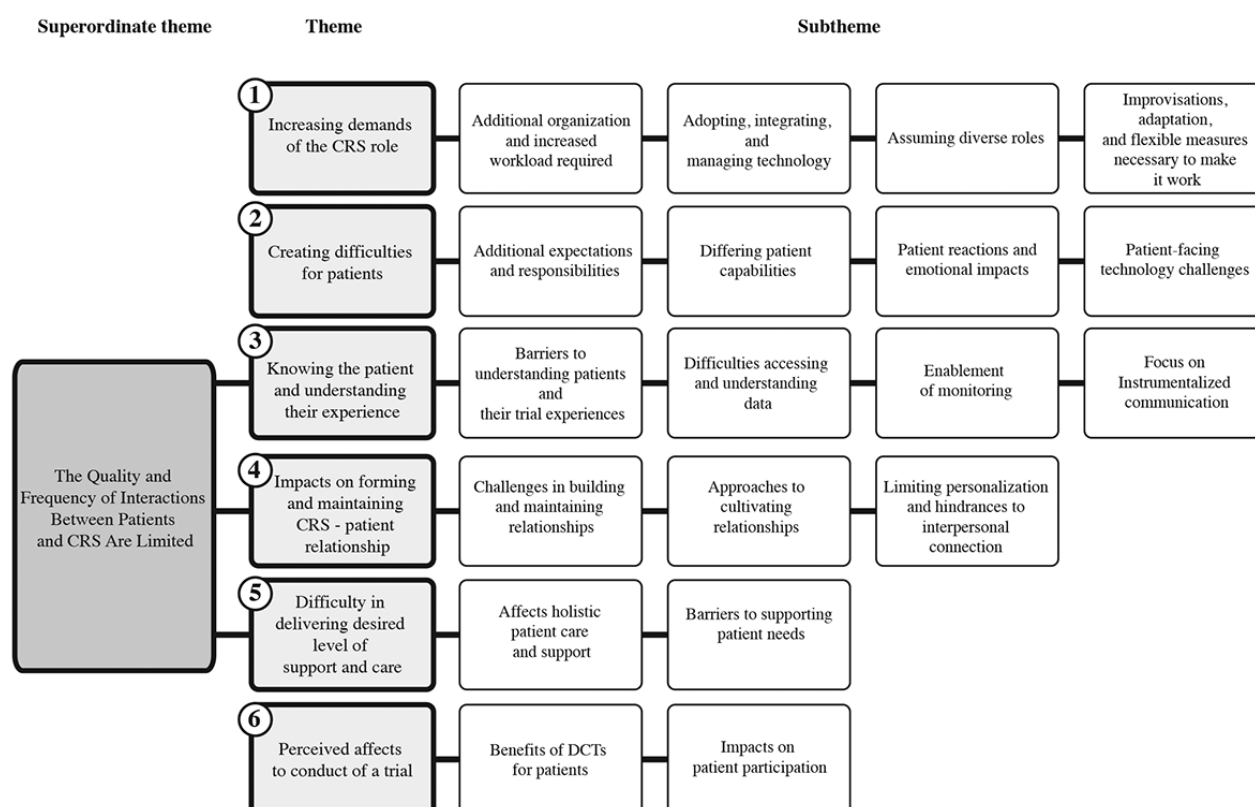 Superordinate theme
Theme
Subtheme
1
Increasing demands
of the CRS role
Additional organization
and increased
workload required
Adopting, integrating,
and
managing technology
Assuming diverse roles
Improvisations,
adaptation,
and flexible measures
necessary to make
it work
2
Creating difficulties
for patients
Additional expectations
and responsibilities
Differing patient
capabilities
Patient reactions and
emotional impacts
Patient-facing
technology challenges
The Quality and
Frequency of Interactions
Between Patients
and CRS Are Limited
3
Knowing the patient
and understanding
their experience
Barriers to
understanding patients
and
their trial experiences
Difficulties accessing
and understanding
data
Enablement
of monitoring
Focus on
Instrumentalized
communication
4
Impacts on forming
and maintaining
CRS - patient
relationship
Challenges in building
and maintaining
relationships
Approaches to
cultivating
relationships
Limiting personalization
and hindrances to
interpersonal
connection
5
Difficulty in
delivering desired
level of
support and care
Affects holistic
patient care
and support
Barriers to supporting
patient needs
6
Perceived affects
to conduct of a trial
Benefits of DCTs
for patients
Impacts on
patient participation